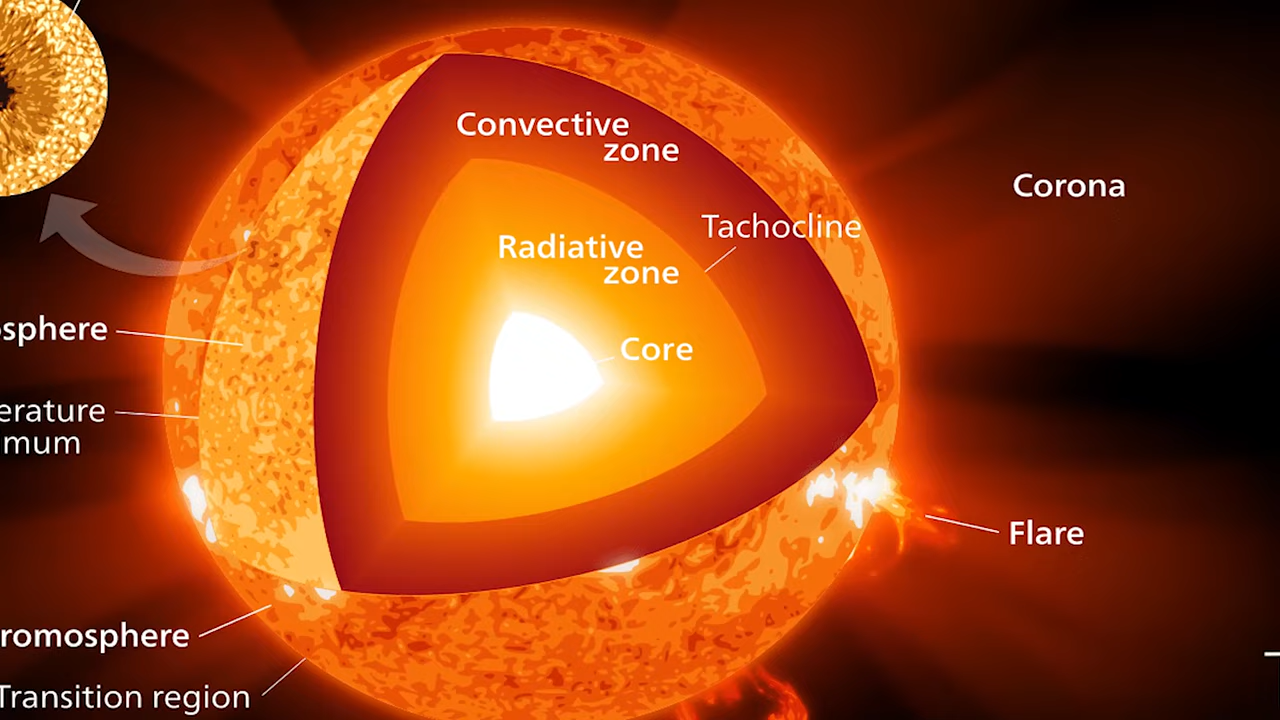 Convective
zone
Corona
Tachocline
Radiative
zone
osphere
Core
erature
mum
Flare
romosphere
Transition region